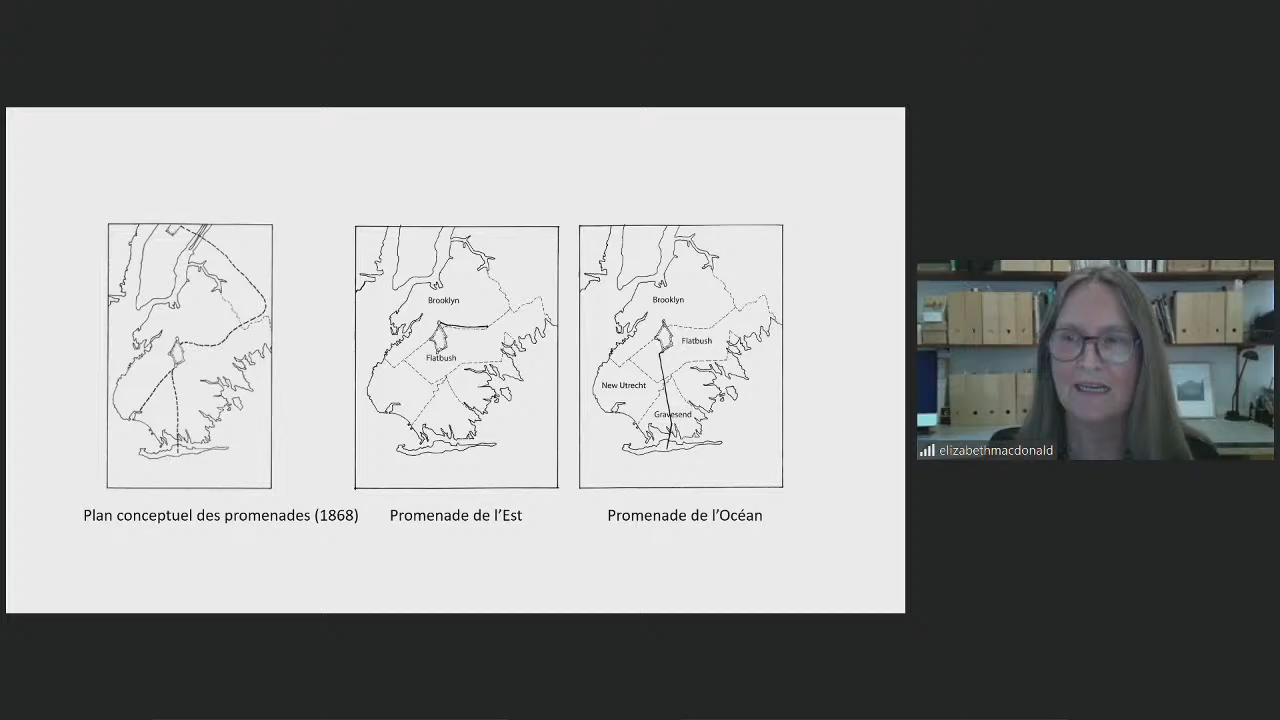 Brooklyn
Flatbush
Brooklyn
Flatbush
New Utrecht
Gravesend
Plan conceptuel des promenades (1868)
Promenade de l'Est
Promenade de l'Océan
elizabethmacdonald